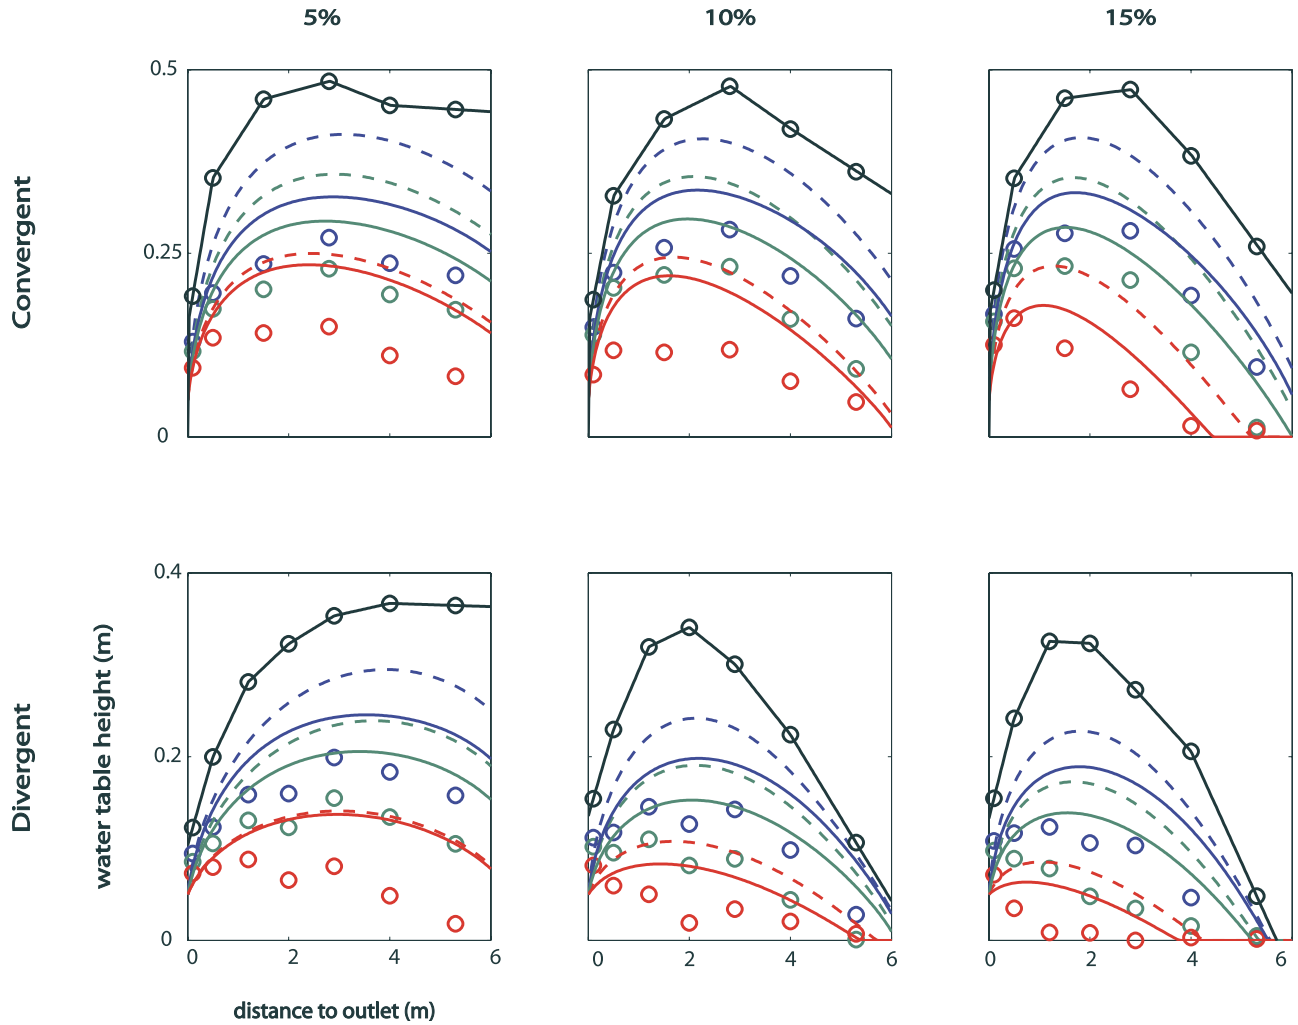 5% 10% 15%
Convergent
0.5
0.25
0
Divergent
water table height (m)
0.4
0.2
0
0 2 4 6 0 2 4 6 0 2 4 6
distance to outlet (m)